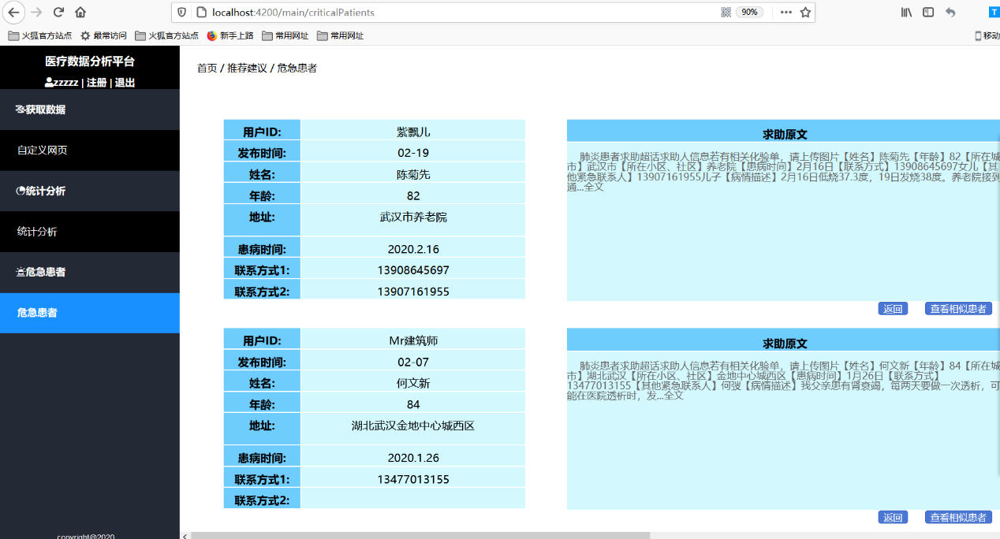 localhost:4200/main/criticalPatients
90%
火狐官方站点 最常访问 火狐官方站点 新手上路 常用网址 常用网址
移动
医疗数据分析平台
zzzzz | 注册 | 退出
获取数据
自定义网页
统计分析
统计分析
危急患者
危急患者
copyright@2020
首页 / 推荐建议 / 危急患者
用户ID: 紫飘儿
发布时间: 02-19
姓名: 陈菊先
年龄: 82
地址: 武汉市养老院
患病时间: 2020.2.16
联系方式1: 13908645697
联系方式2: 13907161955
求助原文
肺炎患者求助超话求助人信息若有相关化验单，请上传图片【姓名】陈菊先【年龄】82【所在城
市】武汉市【所在小区、社区】养老院【患病时间】2月16日【联系方式】13908645697女儿【其
他紧急联系人】13907161955儿子【病情描述】2月16日低烧37.3度，19日发烧38度。养老院接到
通...全文
返回 查看相似患者
用户ID: Mr建筑师
发布时间: 02-07
姓名: 何文新
年龄: 84
地址: 湖北武汉金地中心城西区
患病时间: 2020.1.26
联系方式1: 13477013155
联系方式2:
求助原文
肺炎患者求助超话求助人信息若有相关化验单，请上传图片【姓名】何文新【年龄】84【所在城
市】湖北武汉【所在小区、社区】金地中心城西区【患病时间】1月26日【联系方式】
13477013155【其他紧急联系人】何弢【病情描述】我父亲患有肾衰竭，每两天要做一次透析，可
能在医院透析时，发...全文
返回 查看相似患者